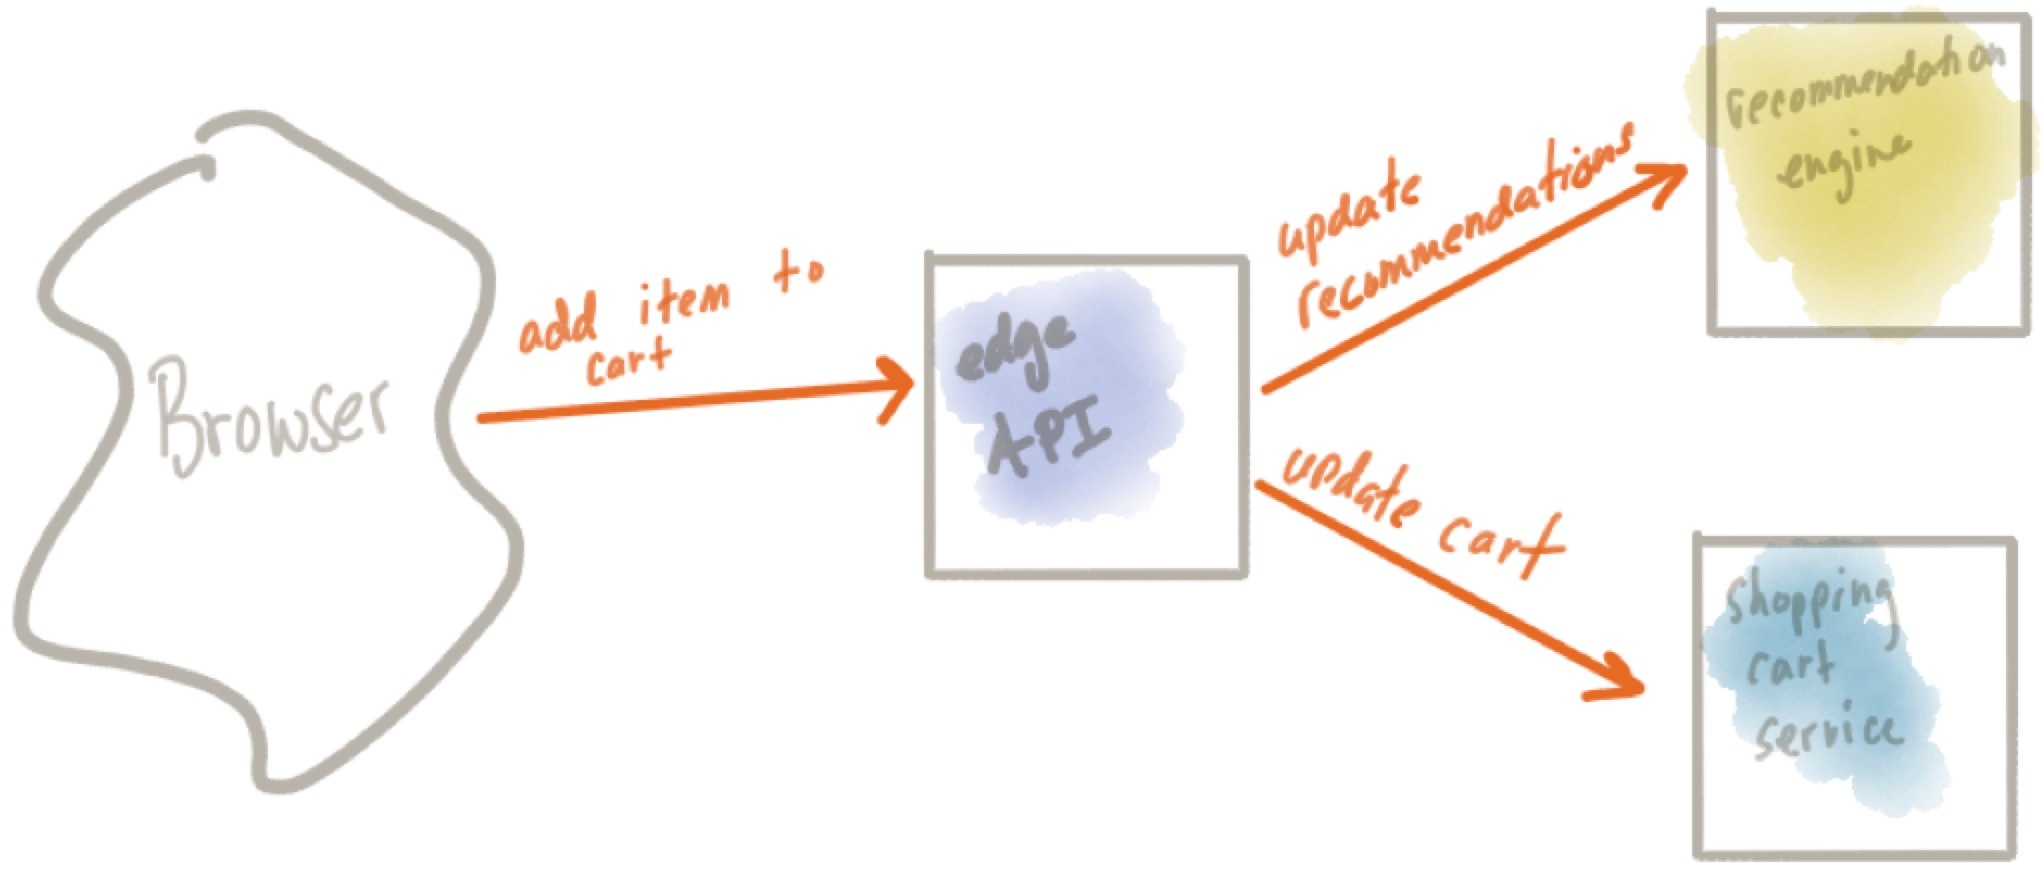 Browser
add item to
cart
edge
API
update
recommendations
update cart
recommendation
engine
shopping
cart
service